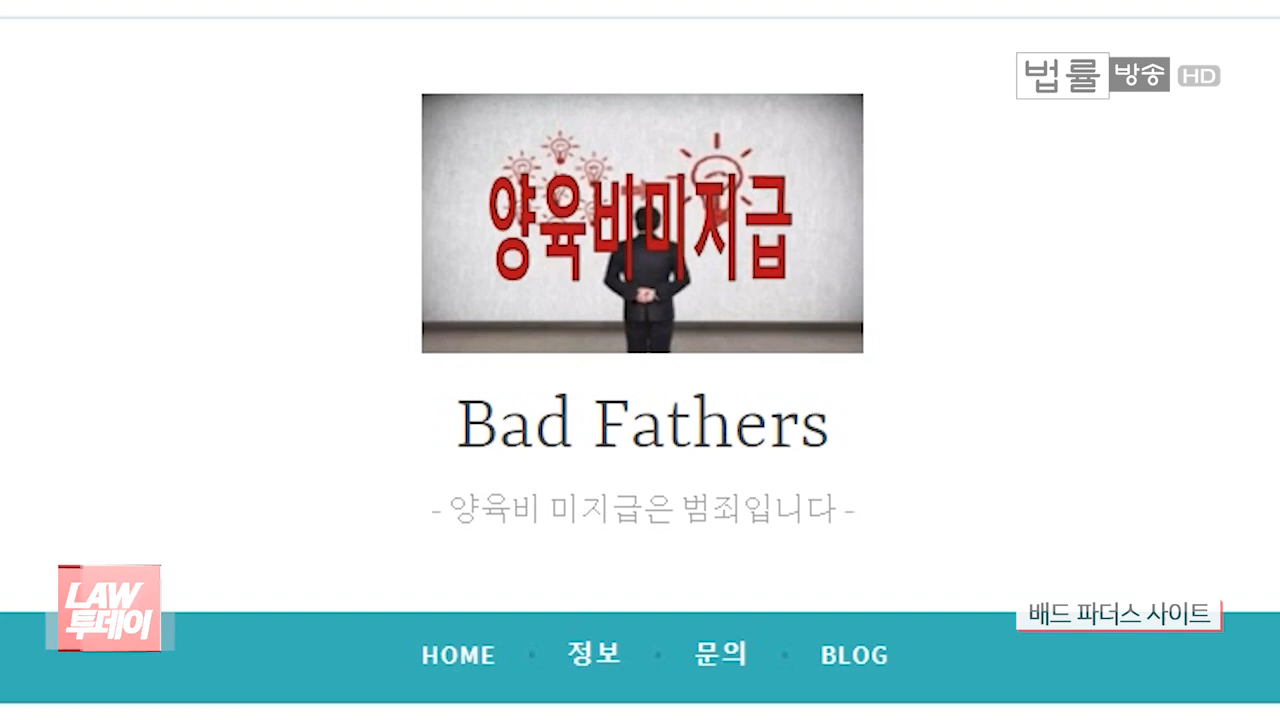 법률방송 HD
양육비미지급
Bad Fathers
- 양육비 미지급은 범죄입니다 -
LAW
투데이
배드 파더스 사이트
HOME · 정보 · 문의 · BLOG